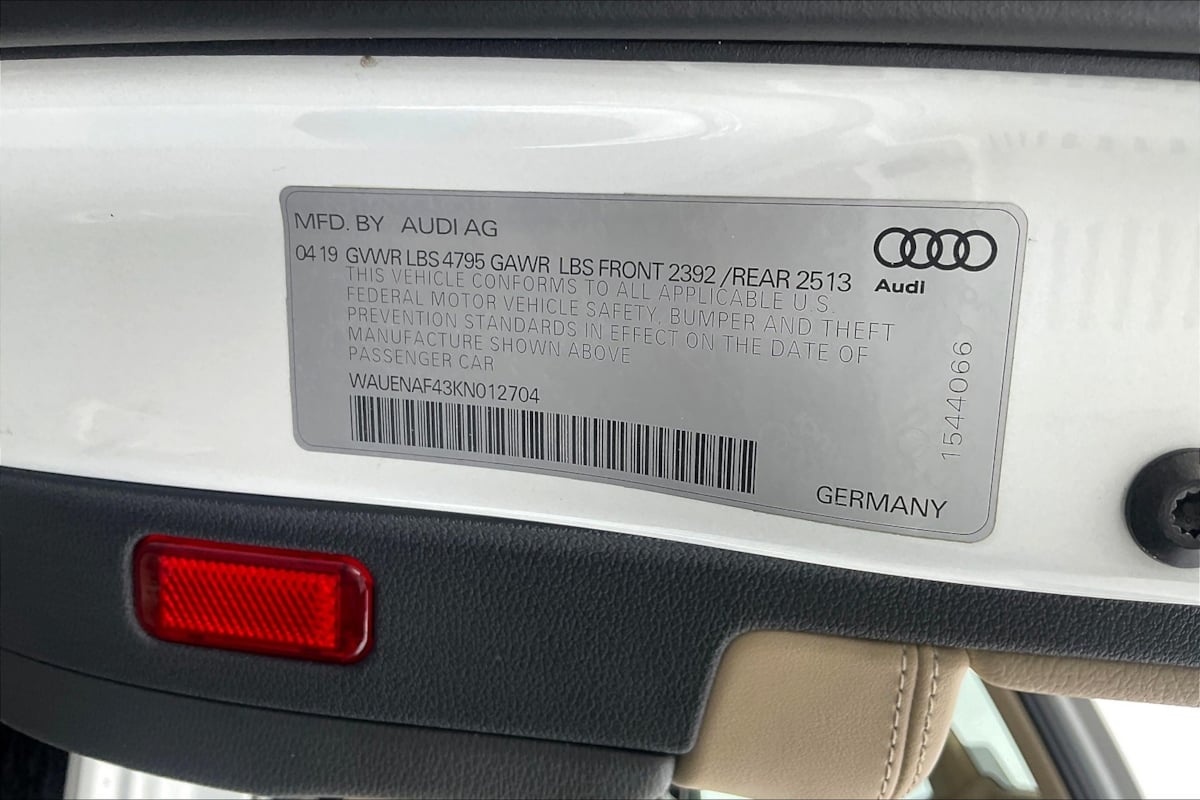 MFD. BY AUDI AG
04 19 GVWR LBS 4795 GAWR LBS FRONT 2392 /REAR 2513
THIS VEHICLE CONFORMS TO ALL APPLICABLE U.S.
FEDERAL MOTOR VEHICLE SAFETY, BUMPER AND THEFT
PREVENTION STANDARDS IN EFFECT ON THE DATE OF
MANUFACTURE SHOWN ABOVE
PASSENGER CAR
WAUENAF43KN012704
Audi
1544066
GERMANY